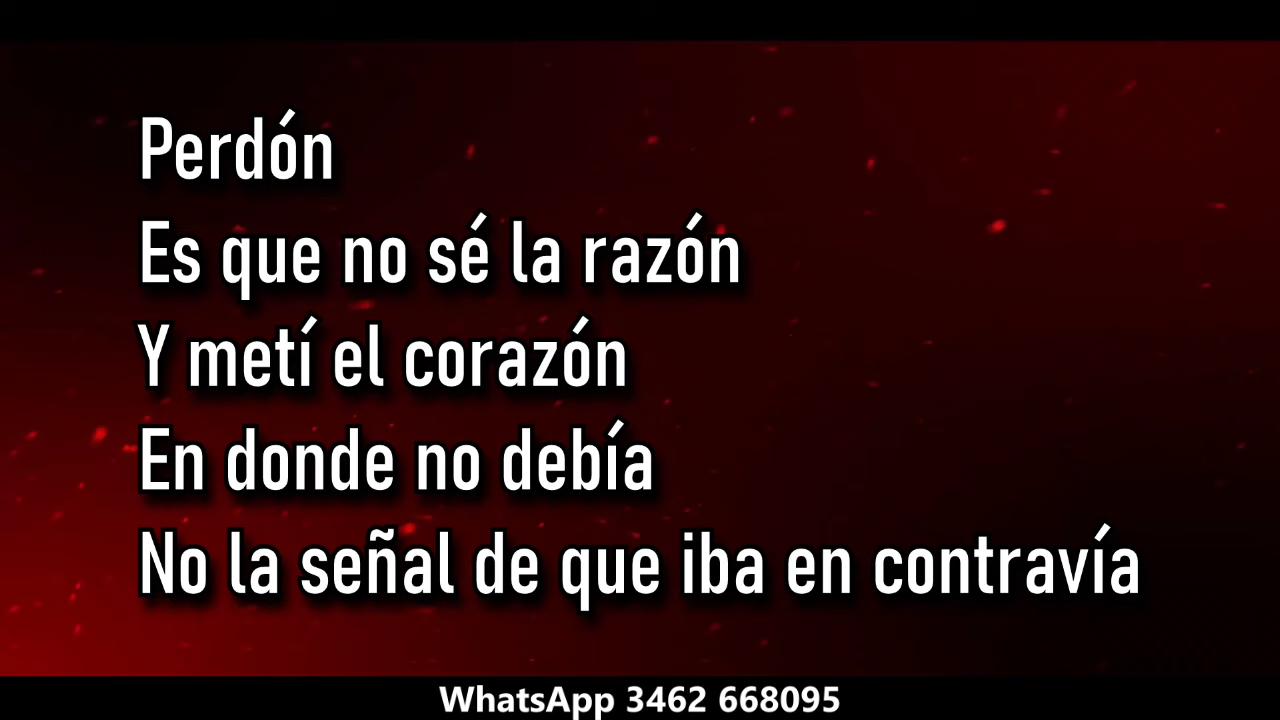 Perdón
Es que no sé la razón
Y metí el corazón
En donde no debía
No la señal de que iba en contravía
WhatsApp 3462 668095